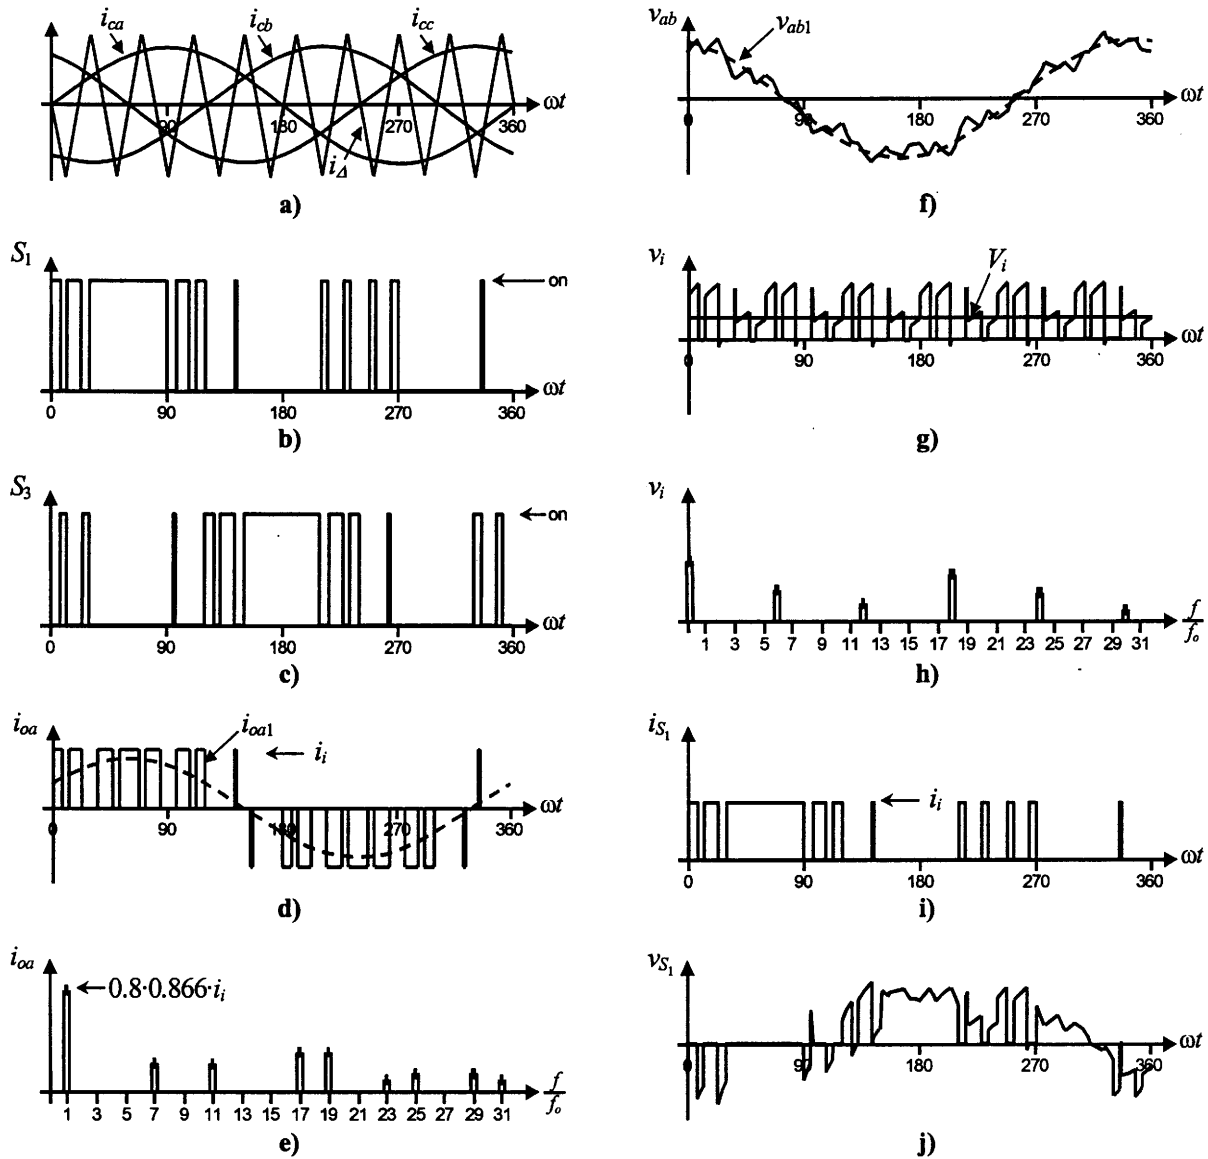 i_ca i_cb i_cc
ωt
90 180 270 360
i_Δ
a)
S_1
on
ωt
0 90 180 270 360
b)
S_3
on
ωt
0 90 180 270 360
c)
i_oa
i_oa1
i_i
ωt
0 90 180 270 360
d)
i_oa
0.8·0.866·i_i
f
f_o
1 3 5 7 9 11 13 15 17 19 21 23 25 27 29 31
e)
v_ab
v_ab1
ωt
0 90 180 270 360
f)
v_i
V_i
ωt
0 90 180 270 360
g)
v_i
f
f_o
1 3 5 7 9 11 13 15 17 19 21 23 25 27 29 31
h)
i_S_1
i_i
ωt
0 90 180 270 360
i)
v_S_1
ωt
0 90 180 270 360
j)